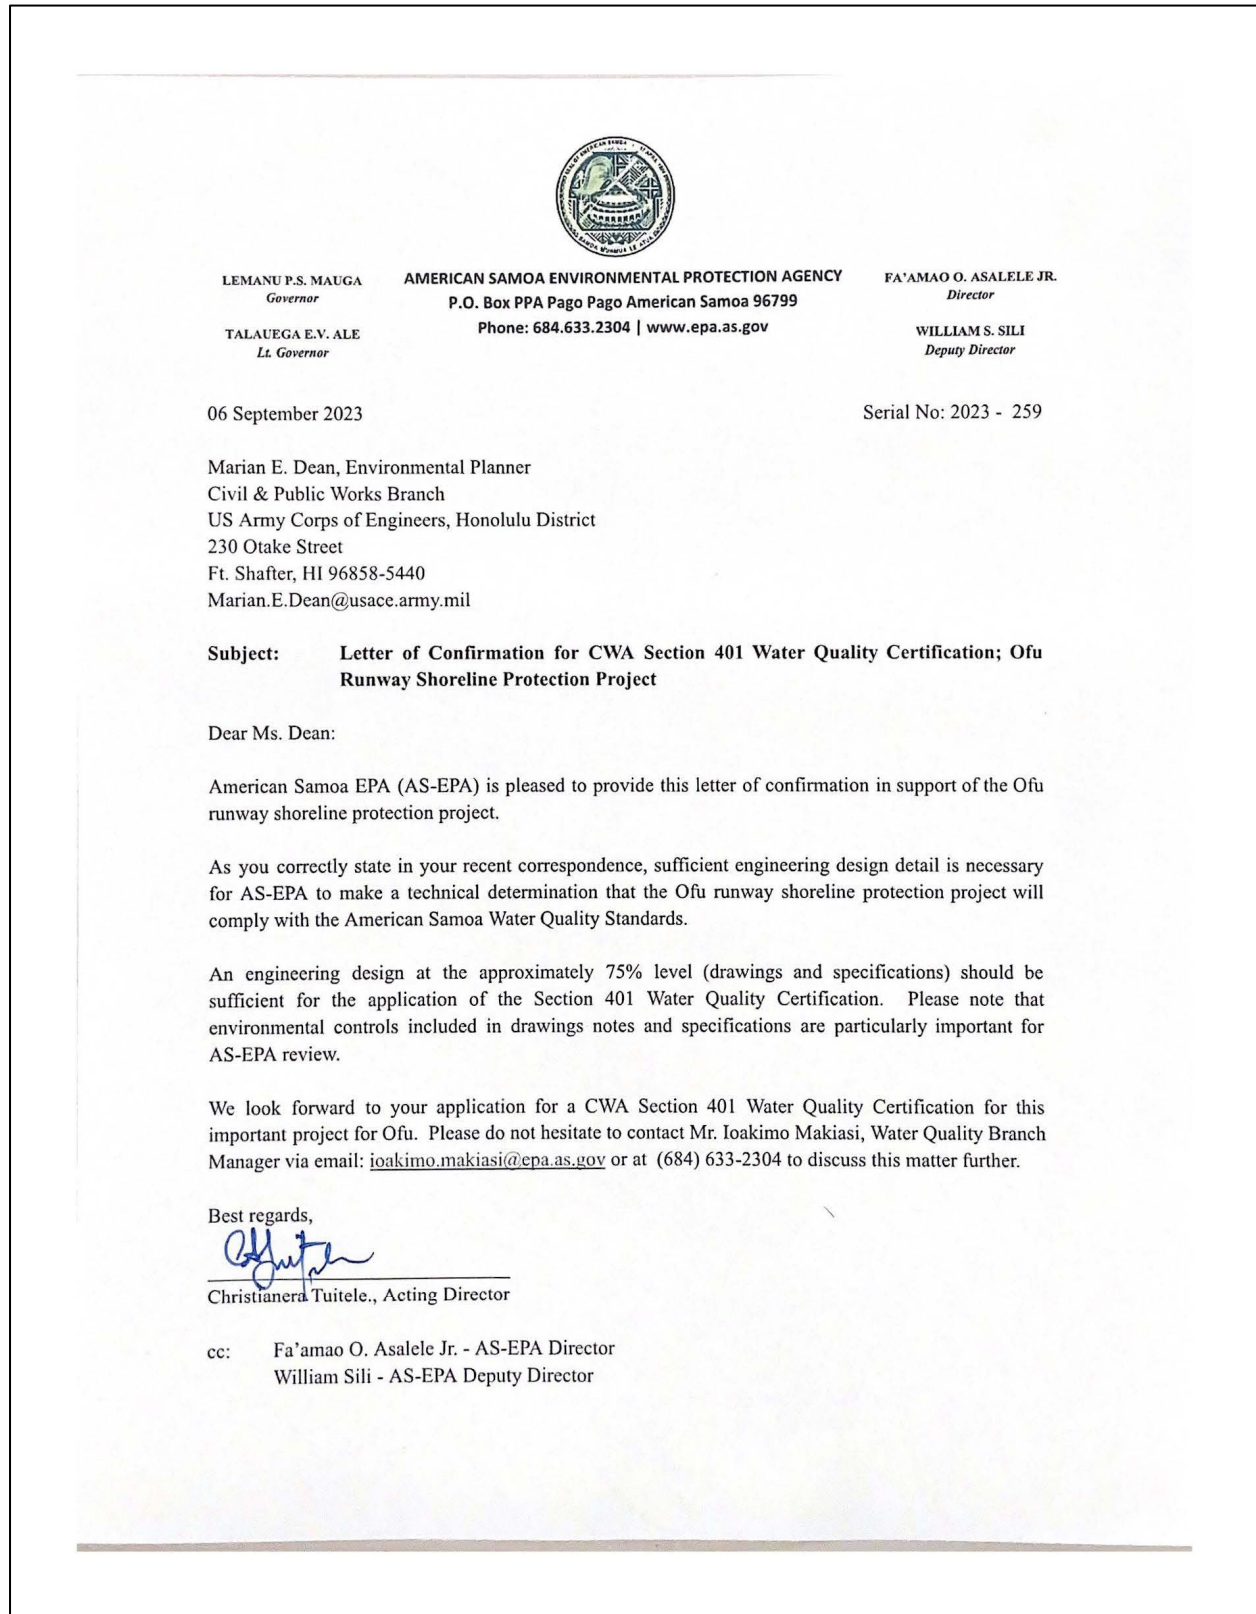 LEMANU P.S. MAUGA
Governor
TALAUEGA E.V. ALE
Lt. Governor
AMERICAN SAMOA ENVIRONMENTAL PROTECTION AGENCY
P.O. Box PPA Pago Pago American Samoa 96799
Phone: 684.633.2304 | www.epa.as.gov
FA'AMAO O. ASALELE JR.
Director
WILLIAM S. SILI
Deputy Director
06 September 2023
Serial No: 2023 - 259
Marian E. Dean, Environmental Planner
Civil & Public Works Branch
US Army Corps of Engineers, Honolulu District
230 Otake Street
Ft. Shafter, HI 96858-5440
Marian.E.Dean@usace.army.mil
Subject: Letter of Confirmation for CWA Section 401 Water Quality Certification; Ofu
Runway Shoreline Protection Project
Dear Ms. Dean:
American Samoa EPA (AS-EPA) is pleased to provide this letter of confirmation in support of the Ofu
runway shoreline protection project.
As you correctly state in your recent correspondence, sufficient engineering design detail is necessary
for AS-EPA to make a technical determination that the Ofu runway shoreline protection project will
comply with the American Samoa Water Quality Standards.
An engineering design at the approximately 75% level (drawings and specifications) should be
sufficient for the application of the Section 401 Water Quality Certification. Please note that
environmental controls included in drawings notes and specifications are particularly important for
AS-EPA review.
We look forward to your application for a CWA Section 401 Water Quality Certification for this
important project for Ofu. Please do not hesitate to contact Mr. Ioakimo Makiasi, Water Quality Branch
Manager via email: ioakimo.makiasi@epa.as.gov or at (684) 633-2304 to discuss this matter further.
Best regards,
Christianera Tuitele., Acting Director
cc: Fa'amao O. Asalele Jr. - AS-EPA Director
William Sili - AS-EPA Deputy Director